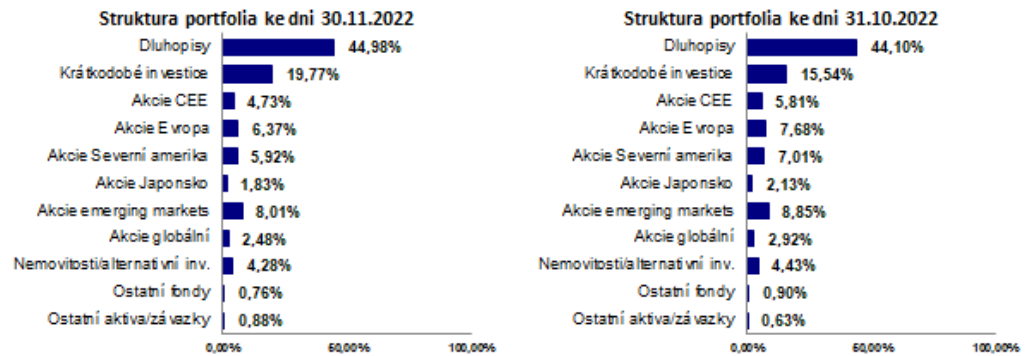 Struktura portfolia ke dni 30.11.2022
Dluhopisy 44,98%
Krátkodobé investice 19,77%
Akcie CEE 4,73%
Akcie Evropa 6,37%
Akcie Severní amerika 5,92%
Akcie Japonsko 1,83%
Akcie emerging markets 8,01%
Akcie globální 2,48%
Nemovitosti/alternativní inv. 4,28%
Ostatní fondy 0,76%
Ostatní aktiva/závazky 0,88%
0,00% 50,00% 100,00%
Struktura portfolia ke dni 31.10.2022
Dluhopisy 44,10%
Krátkodobé investice 15,54%
Akcie CEE 5,81%
Akcie Evropa 7,68%
Akcie Severní amerika 7,01%
Akcie Japonsko 2,13%
Akcie emerging markets 8,85%
Akcie globální 2,92%
Nemovitosti/alternativní inv. 4,43%
Ostatní fondy 0,90%
Ostatní aktiva/závazky 0,63%
0,00% 50,00% 100,00%